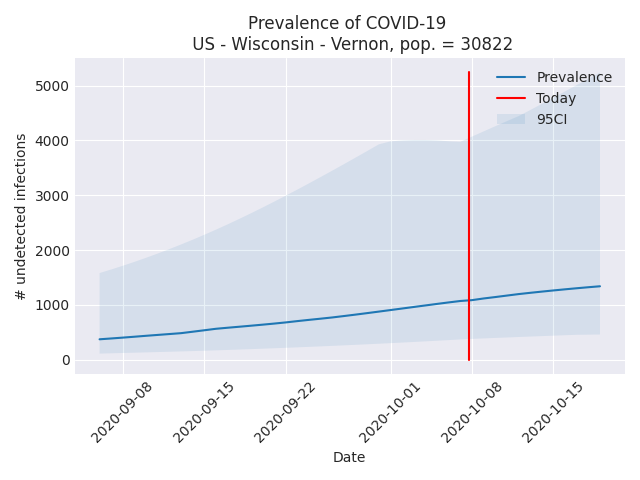 Prevalence of COVID-19
US - Wisconsin - Vernon, pop. = 30822
# undetected infections
5000
4000
3000
2000
1000
0
Prevalence
Today
95CI
2020-09-08
2020-09-15
2020-09-22
2020-10-01
2020-10-08
2020-10-15
Date